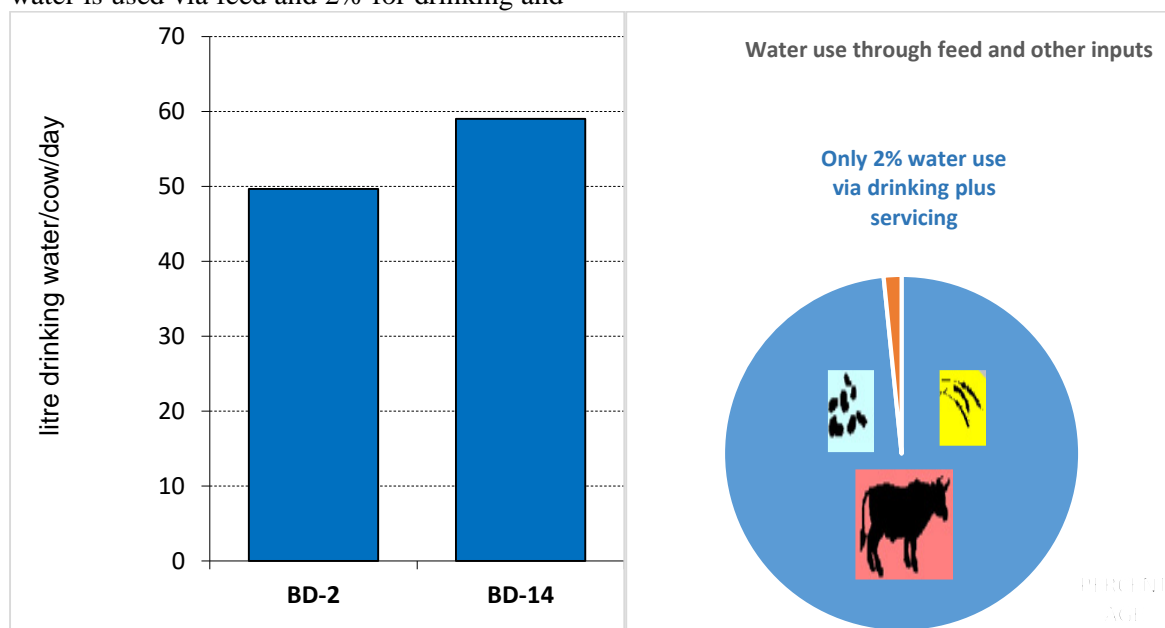 water is used via feed and 2% for drinking and
70
60
50
40
30
20
10
0
litre drinking water/cow/day
BD-2
BD-14
Water use through feed and other inputs
Only 2% water use
via drinking plus
servicing
PERCENT
AGE